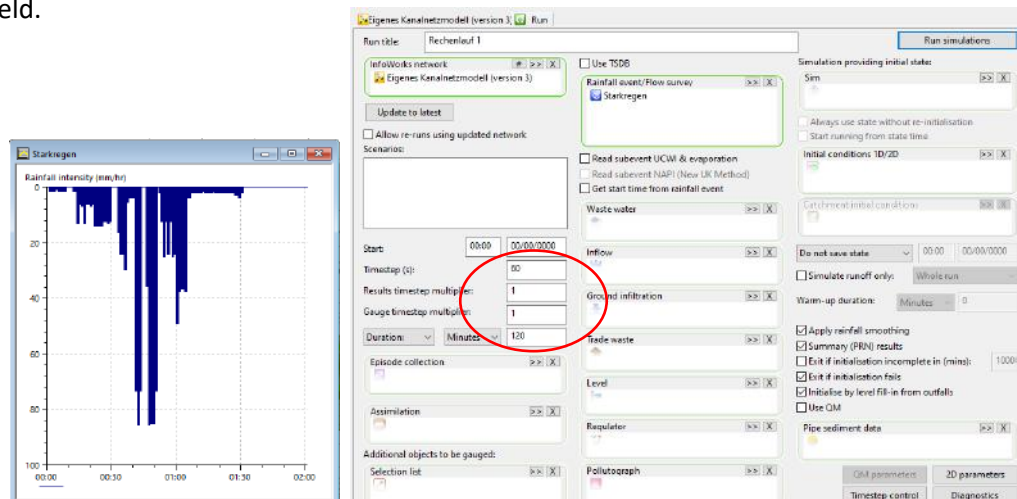 eld.
Starkregen
Rainfall intensity (mm/hr)
0
20
40
60
80
100
00:00 00:30 01:00 01:30 02:00
Eigenes Kanalnetzmodell (version 3) Run
Run title: Rechenlauf 1 Run simulations
InfoWorks network # >> X
Eigenes Kanalnetzmodell (version 3)
Update to latest
Allow re-runs using updated network
Scenarios:
Start: 00:00 00/00/0000
Timestep (s): 60
Results timestep multiplier: 1
Gauge timestep multiplier: 1
Duration: Minutes 120
Episode collection >> X
Assimilation >> X
Additional objects to be gauged:
Selection list >> X
Use TSDB
Rainfall event/Flow survey >> X
Starkregen
Read subevent UCWI & evaporation
Read subevent NAPI (New UK Method)
Get start time from rainfall event
Waste water >> X
Inflow >> X
Ground infiltration >> X
Trade waste >> X
Level >> X
Regulator >> X
Pollutograph >> X
Simulation providing initial state:
Sim >> X
Always use state without re-initialisation
Start running from state time
Initial conditions 1D/2D >> X
Catchment initial conditions >> X
Do not save state 00:00 00/00/0000
Simulate runoff only: Whole run
Warm-up duration: Minutes 0
Apply rainfall smoothing
Summary (PRN) results
Exit if initialisation incomplete in (mins): 1000
Exit if initialisation fails
Initialise by level fill-in from outfalls
Use QM
Pipe sediment data >> X
QM parameters 2D parameters
Timestep control Diagnostics